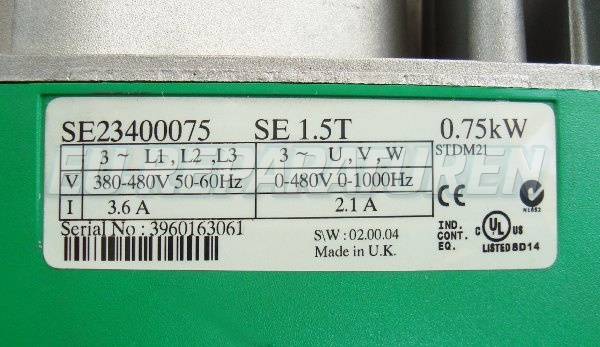 SE23400075 SE 1.5T 0.75kW
3 ~ L1 , L2 , L3 3 ~ U , V , W STDM21
V 380-480V 50-60Hz 0-480V 0-1000Hz
I 3.6 A 2.1 A
CE N1652
Serial No : 3960163061
S/W : 02.00.04
Made in U.K.
IND. CONT. EQ.
C UL US
LISTED 8D14